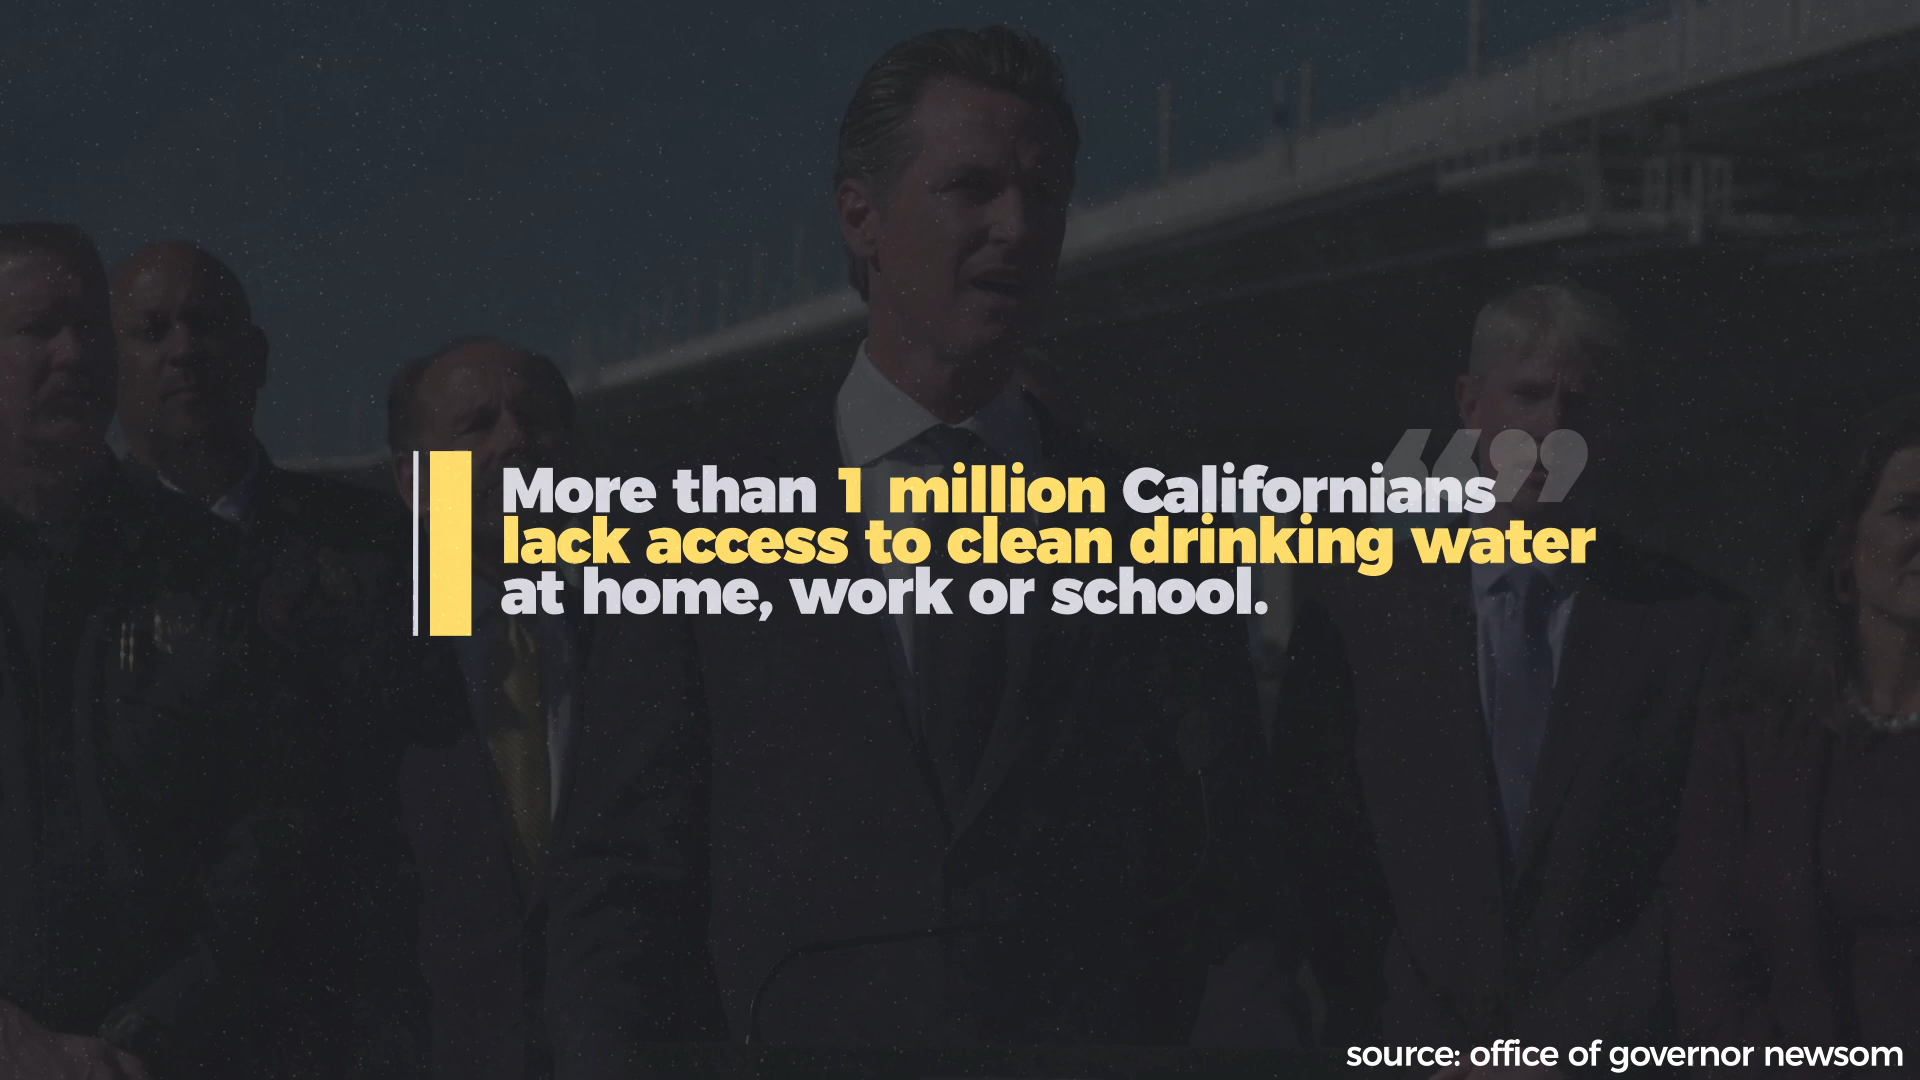 More than 1 million Californians
lack access to clean drinking water
at home, work or school.
source: office of governor newsom